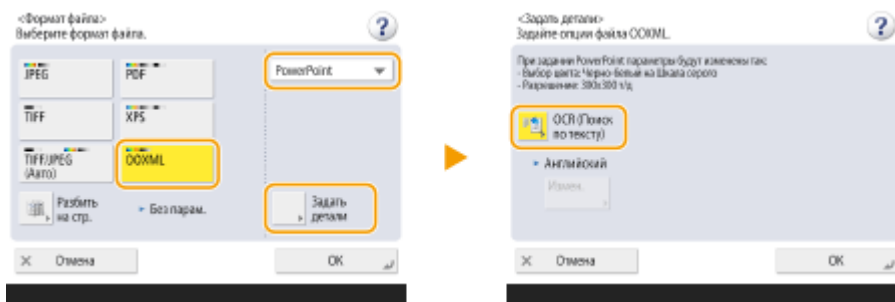 <Формат файла>
Выберите формат файла.
JPEG
PDF
PowerPoint
TIFF
XPS
TIFF/JPEG
(Авто)
OOXML
Разбить
на стр.
Без парам.
Задать
детали
Отмена
OK
<Задать детали>
Задайте опции файла OOXML.
При задании PowerPoint параметры будут изменены так:
- Выбор цвета: Черно-белый на Шкала серого
- Разрешение: 300x300 т/д
OCR (Поиск
по тексту)
Английский
Измен.
Отмена
OK